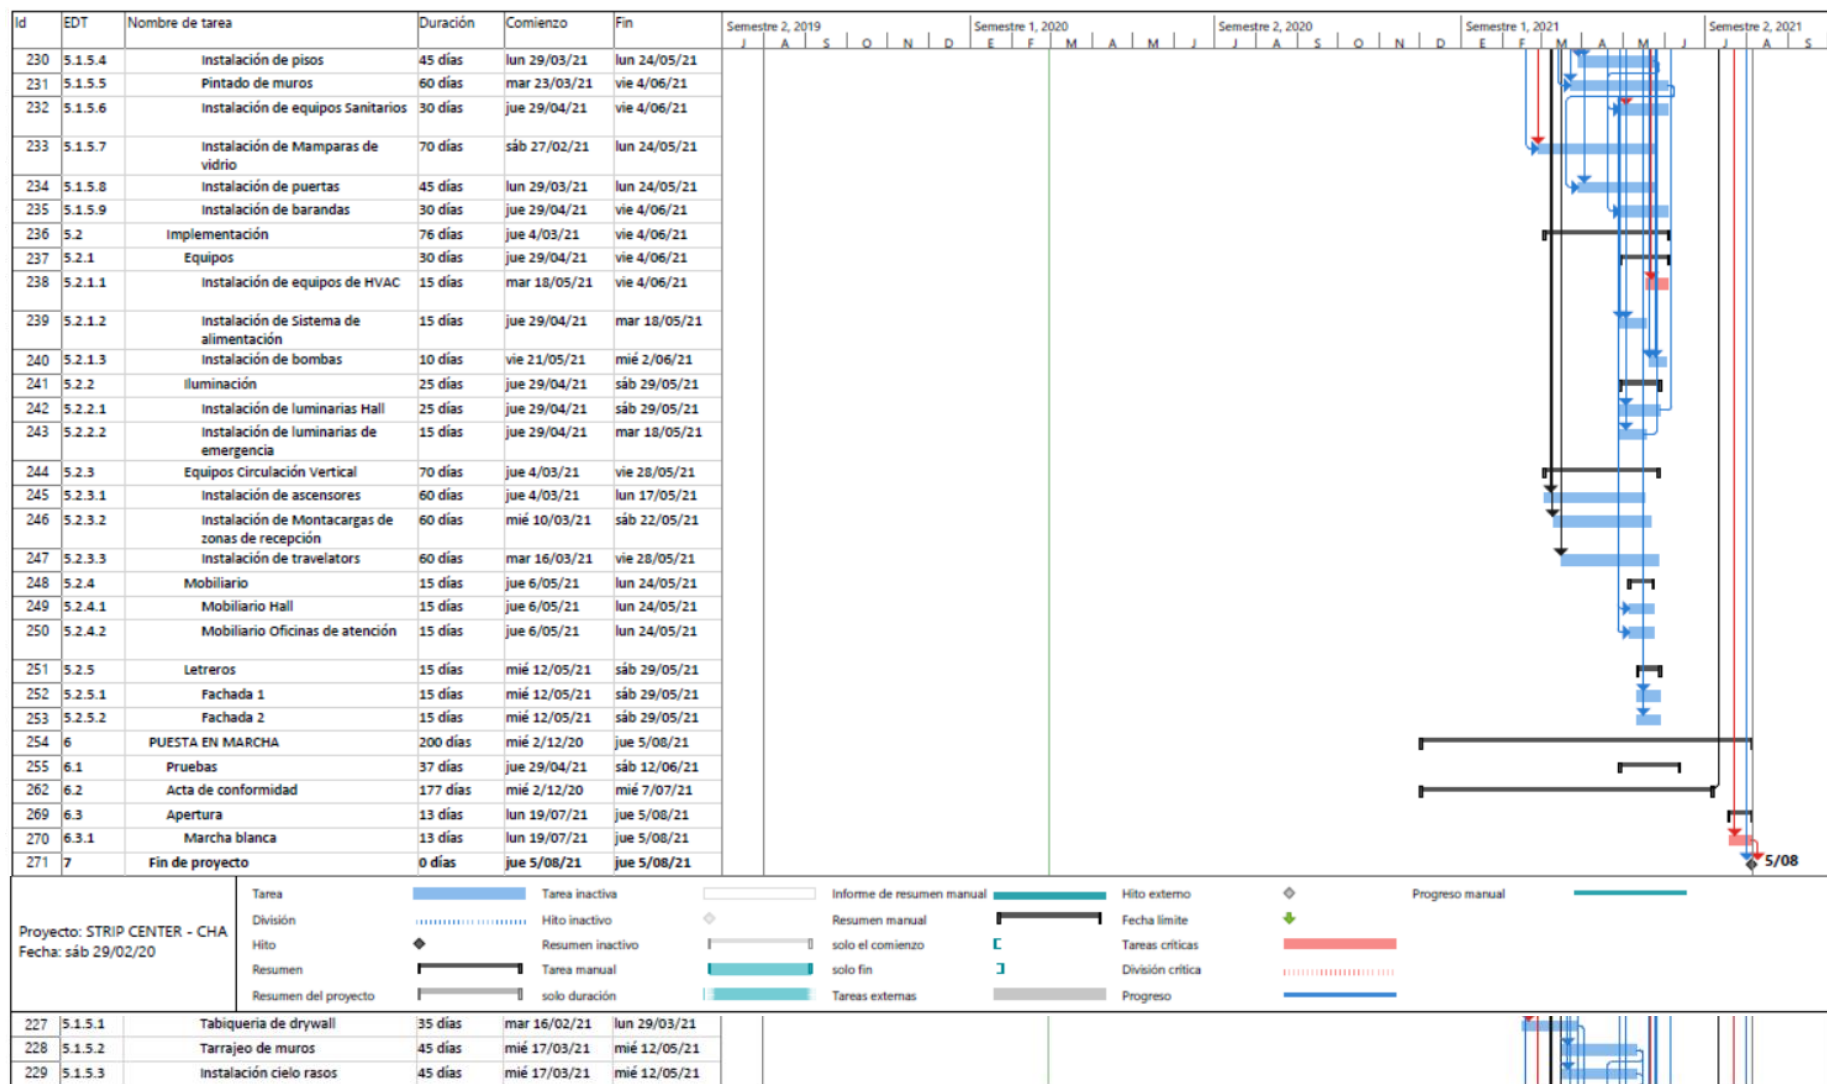 Id EDT Nombre de tarea Duración Comienzo Fin Semestre 2, 2019 Semestre 1, 2020 Semestre 2, 2020 Semestre 1, 2021 Semestre 2, 2021
J A S O N D E F M A M J J A S O N D E F M A M J J A S
230 5.1.5.4 Instalación de pisos 45 días lun 29/03/21 lun 24/05/21
231 5.1.5.5 Pintado de muros 60 días mar 23/03/21 vie 4/06/21
232 5.1.5.6 Instalación de equipos Sanitarios 30 días jue 29/04/21 vie 4/06/21
233 5.1.5.7 Instalación de Mamparas de 70 días sáb 27/02/21 lun 24/05/21
vidrio
234 5.1.5.8 Instalación de puertas 45 días lun 29/03/21 lun 24/05/21
235 5.1.5.9 Instalación de barandas 30 días jue 29/04/21 vie 4/06/21
236 5.2 Implementación 76 días jue 4/03/21 vie 4/06/21
237 5.2.1 Equipos 30 días jue 29/04/21 vie 4/06/21
238 5.2.1.1 Instalación de equipos de HVAC 15 días mar 18/05/21 vie 4/06/21
239 5.2.1.2 Instalación de Sistema de 15 días jue 29/04/21 mar 18/05/21
alimentación
240 5.2.1.3 Instalación de bombas 10 días vie 21/05/21 mié 2/06/21
241 5.2.2 Iluminación 25 días jue 29/04/21 sáb 29/05/21
242 5.2.2.1 Instalación de luminarias Hall 25 días jue 29/04/21 sáb 29/05/21
243 5.2.2.2 Instalación de luminarias de 15 días jue 29/04/21 mar 18/05/21
emergencia
244 5.2.3 Equipos Circulación Vertical 70 días jue 4/03/21 vie 28/05/21
245 5.2.3.1 Instalación de ascensores 60 días jue 4/03/21 lun 17/05/21
246 5.2.3.2 Instalación de Montacargas de 60 días mié 10/03/21 sáb 22/05/21
zonas de recepción
247 5.2.3.3 Instalación de travelators 60 días mar 16/03/21 vie 28/05/21
248 5.2.4 Mobiliario 15 días jue 6/05/21 lun 24/05/21
249 5.2.4.1 Mobiliario Hall 15 días jue 6/05/21 lun 24/05/21
250 5.2.4.2 Mobiliario Oficinas de atención 15 días jue 6/05/21 lun 24/05/21
251 5.2.5 Letreros 15 días mié 12/05/21 sáb 29/05/21
252 5.2.5.1 Fachada 1 15 días mié 12/05/21 sáb 29/05/21
253 5.2.5.2 Fachada 2 15 días mié 12/05/21 sáb 29/05/21
254 6 PUESTA EN MARCHA 200 días mié 2/12/20 jue 5/08/21
255 6.1 Pruebas 37 días jue 29/04/21 sáb 12/06/21
262 6.2 Acta de conformidad 177 días mié 2/12/20 mié 7/07/21
269 6.3 Apertura 13 días lun 19/07/21 jue 5/08/21
270 6.3.1 Marcha blanca 13 días lun 19/07/21 jue 5/08/21
271 7 Fin de proyecto 0 días jue 5/08/21 jue 5/08/21 5/08
Proyecto: STRIP CENTER - CHA
Fecha: sáb 29/02/20
Tarea Tarea inactiva Informe de resumen manual Hito externo Progreso manual
División Hito inactivo Resumen manual Fecha límite
Hito Resumen inactivo solo el comienzo Tareas críticas
Resumen Tarea manual solo fin División crítica
Resumen del proyecto solo duración Tareas externas Progreso
227 5.1.5.1 Tabiqueria de drywall 35 días mar 16/02/21 lun 29/03/21
228 5.1.5.2 Tarrajeo de muros 45 días mié 17/03/21 mié 12/05/21
229 5.1.5.3 Instalación cielo rasos 45 días mié 17/03/21 mié 12/05/21